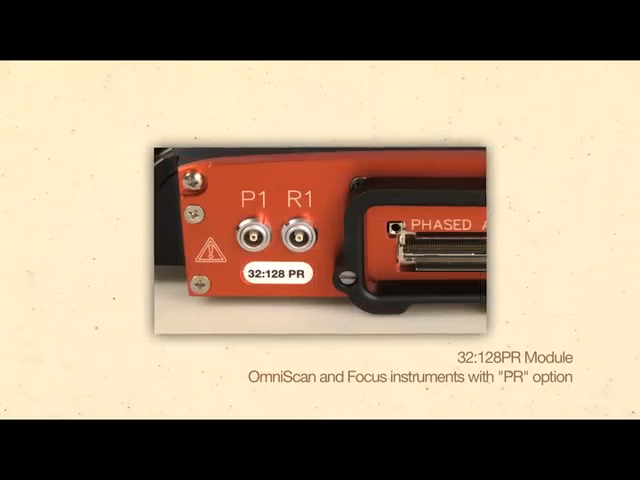 P1 R1
PHASED A
32:128 PR
32:128PR Module
OmniScan and Focus instruments with "PR" option